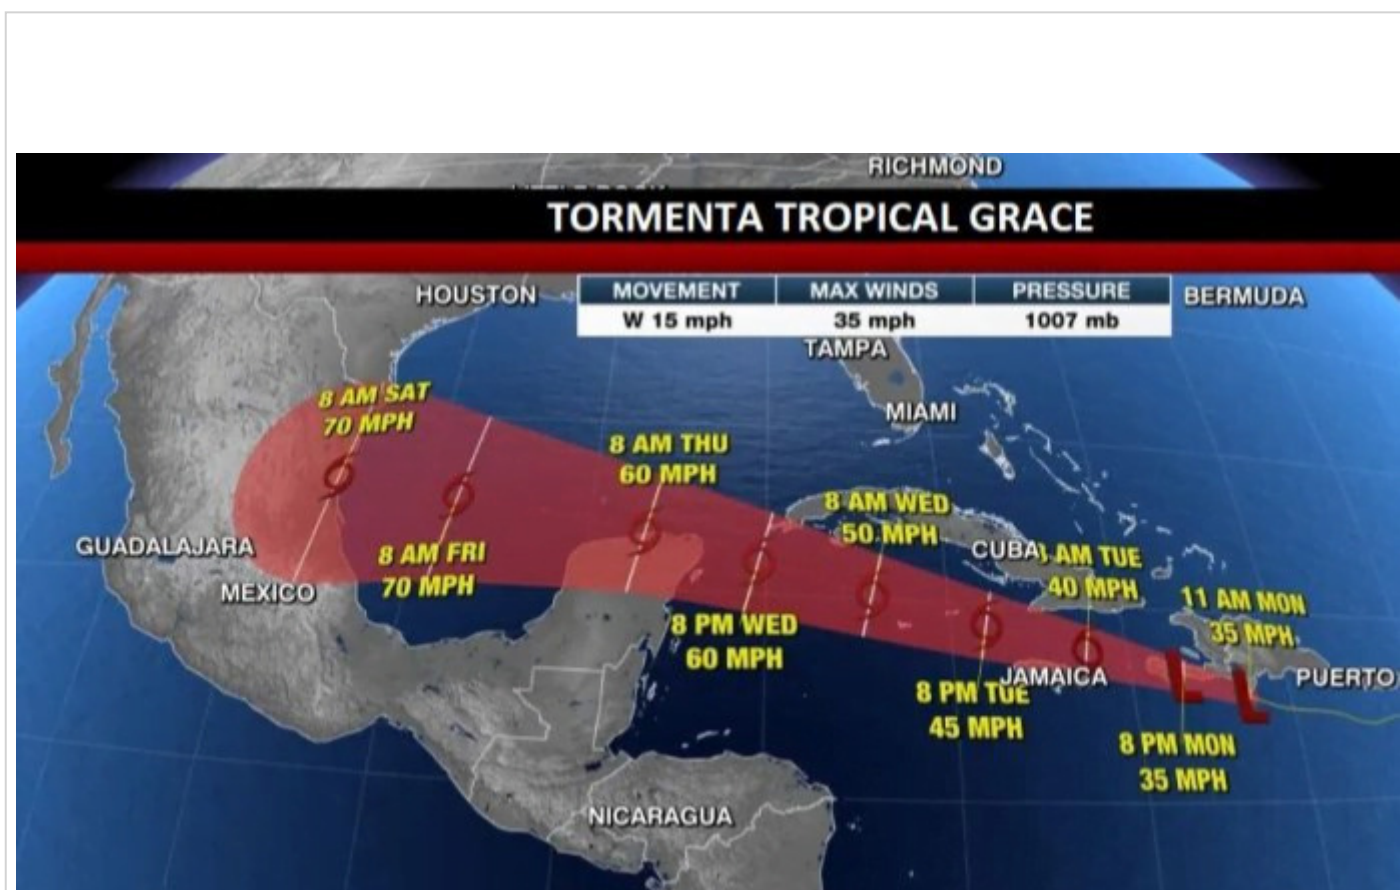 RICHMOND
TORMENTA TROPICAL GRACE
HOUSTON
MOVEMENT MAX WINDS PRESSURE
W 15 mph 35 mph 1007 mb
BERMUDA
TAMPA
MIAMI
8 AM SAT
70 MPH
8 AM THU
60 MPH
8 AM WED
50 MPH
GUADALAJARA
MEXICO
8 AM FRI
70 MPH
CUBA
AM TUE
40 MPH
11 AM MON
35 MPH
8 PM WED
60 MPH
JAMAICA
PUERTO
8 PM TUE
45 MPH
8 PM MON
35 MPH
L L
NICARAGUA